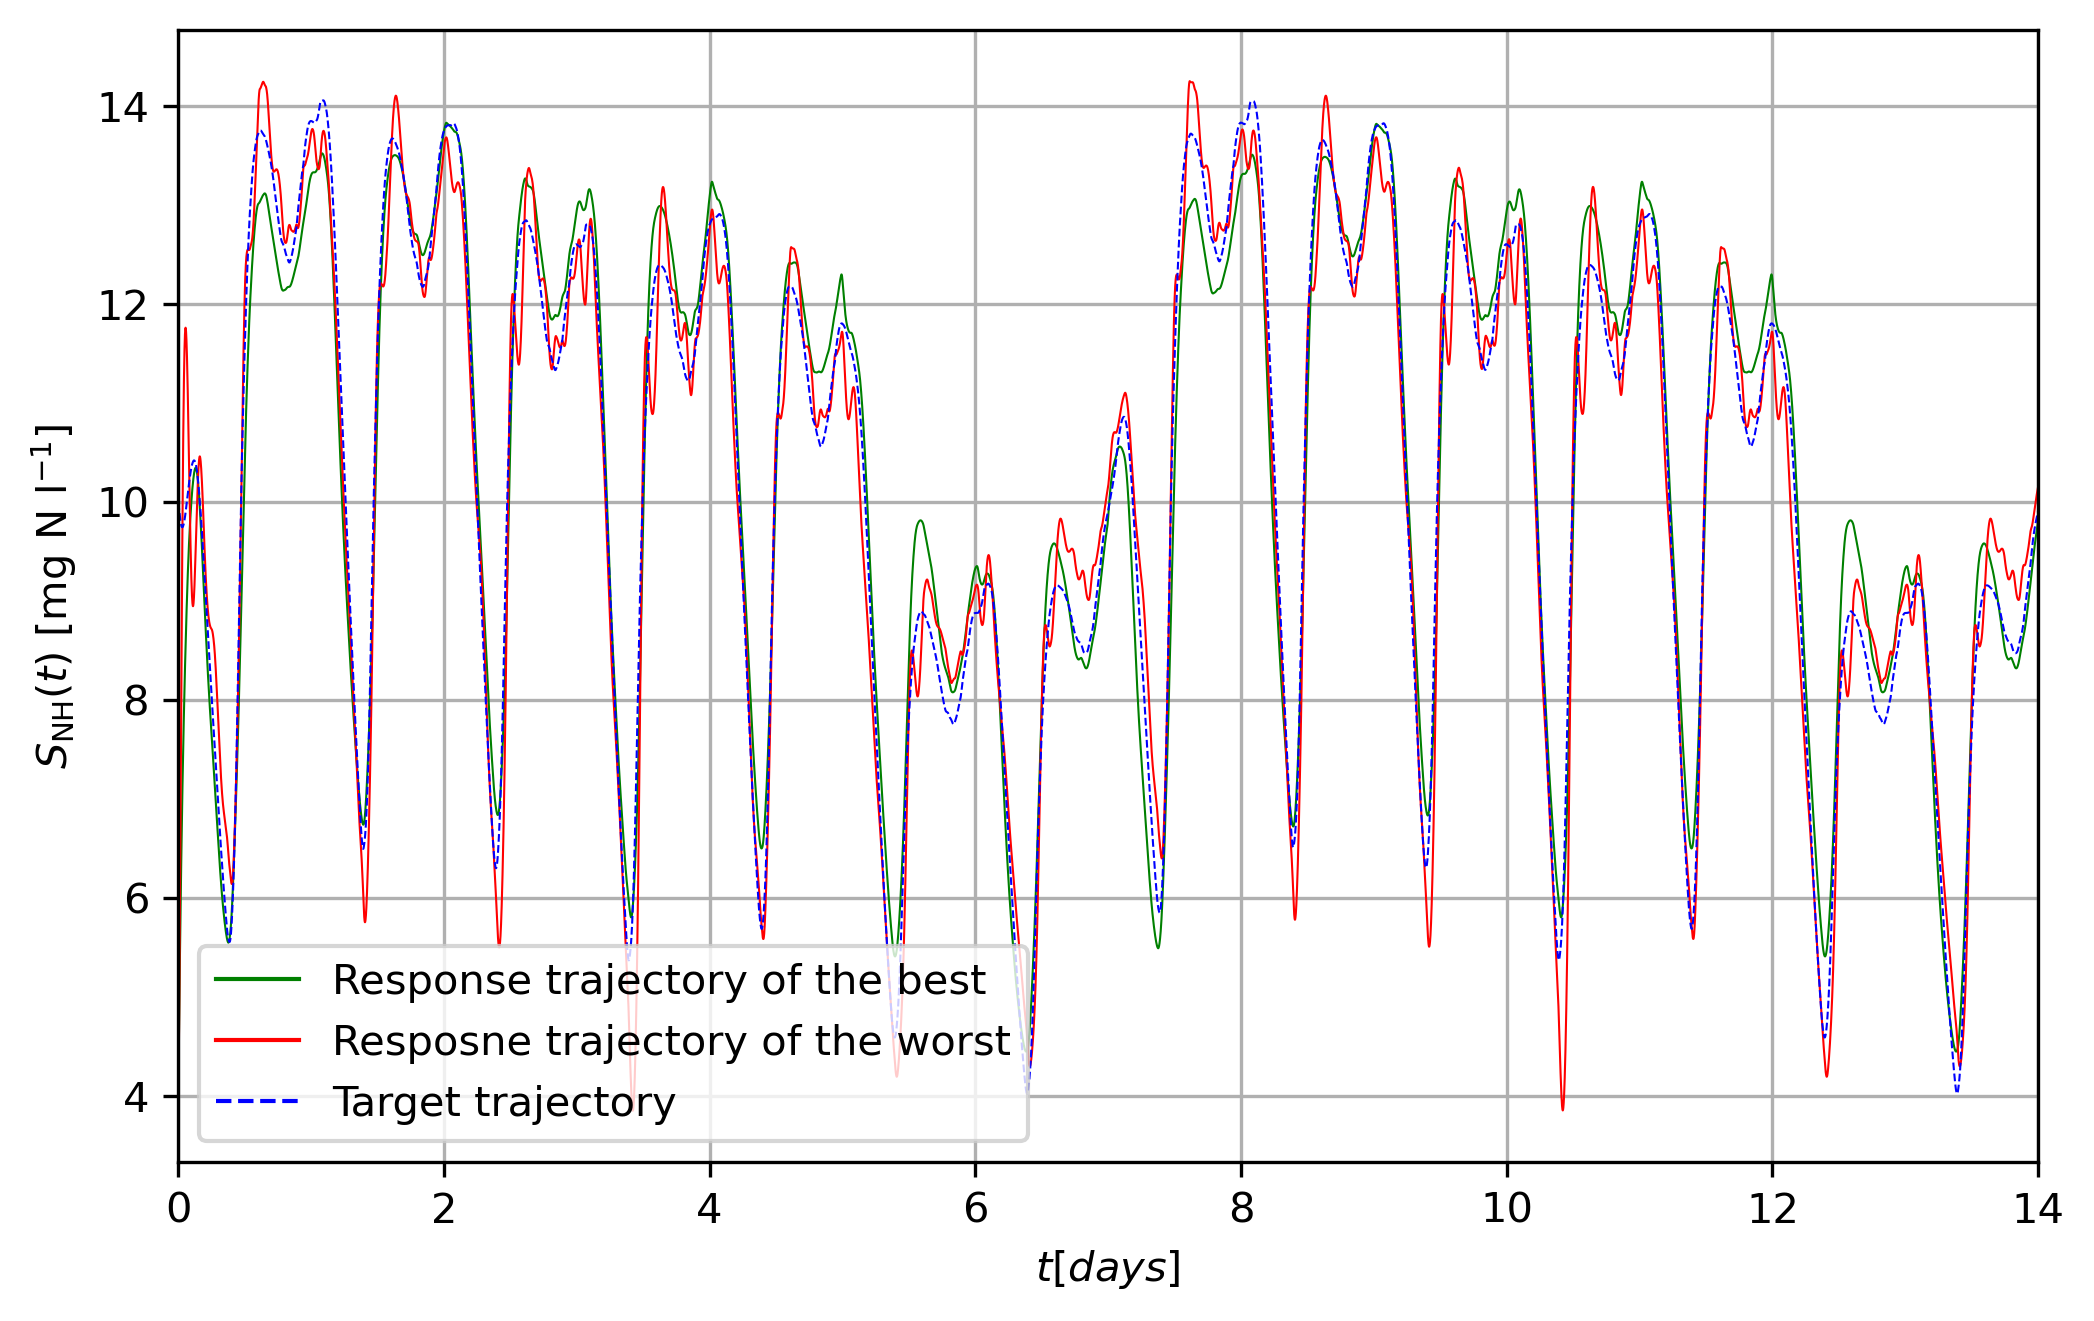 14
12
10
8
6
4
S_NH(t) [mg N l⁻¹]
Response trajectory of the best
Resposne trajectory of the worst
Target trajectory
0 2 4 6 8 10 12 14
t[days]